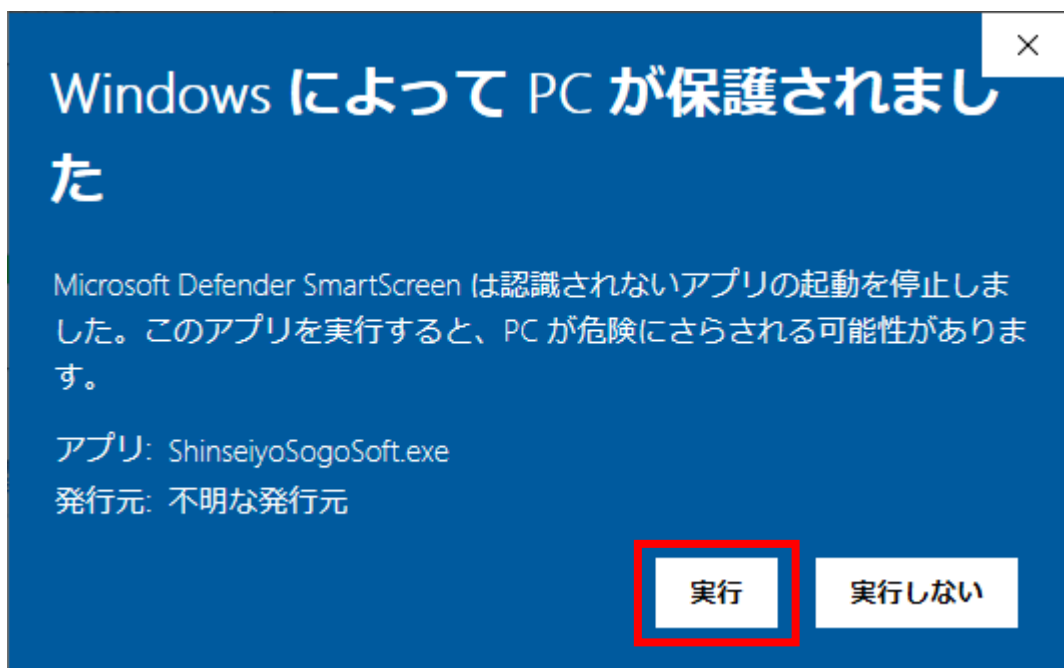 Windows によって PC が保護されまし
た
Microsoft Defender SmartScreen は認識されないアプリの起動を停止しま
した。このアプリを実行すると、PC が危険にさらされる可能性がありま
す。
アプリ: ShinseiyoSogoSoft.exe
発行元: 不明な発行元
実行 実行しない